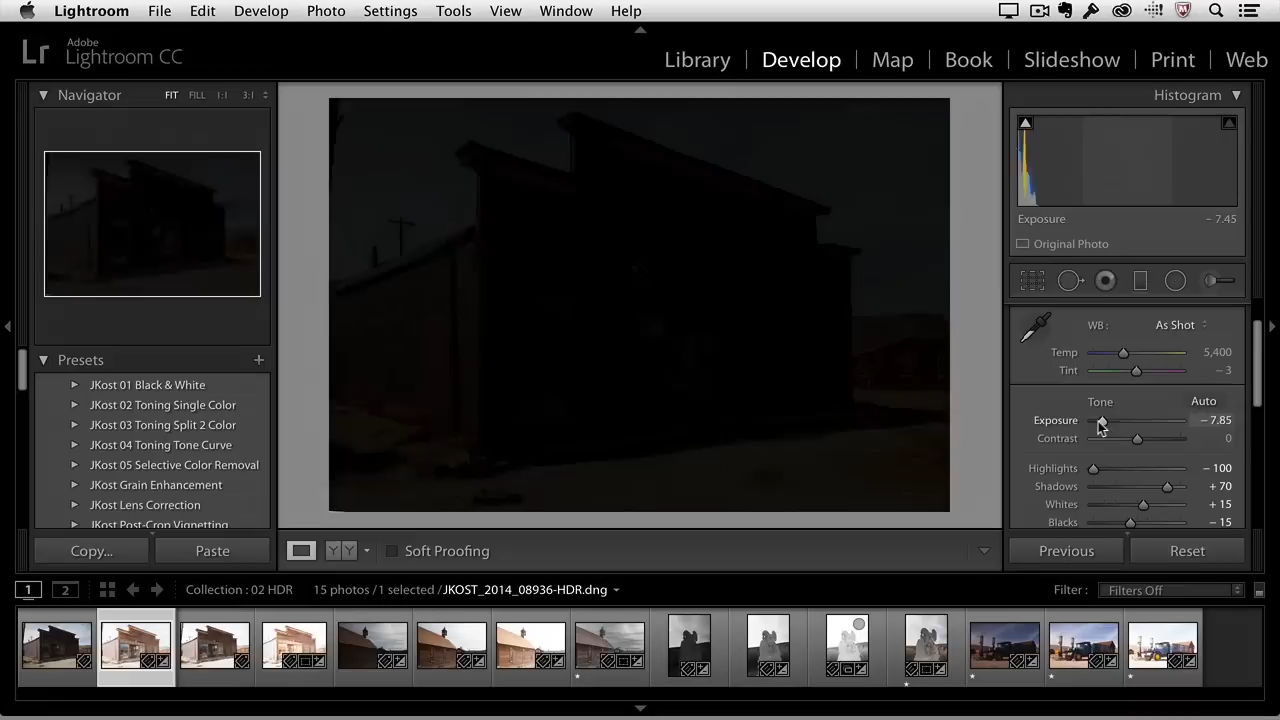 Lightroom File Edit Develop Photo Settings Tools View Window Help
Lr Adobe Lightroom CC
Library | Develop | Map | Book | Slideshow | Print | Web
Navigator FIT FILL 1:1 3:1
Histogram
Exposure - 7.45
Original Photo
WB: As Shot
Temp 5,400
Tint - 3
Tone Auto
Exposure - 7.85
Contrast 0
Highlights - 100
Shadows + 70
Whites + 15
Blacks - 15
Presets +
JKost 01 Black & White
JKost 02 Toning Single Color
JKost 03 Toning Split 2 Color
JKost 04 Toning Tone Curve
JKost 05 Selective Color Removal
JKost Grain Enhancement
JKost Lens Correction
JKost Post-Crop Vignetting
Copy... Paste
YY Soft Proofing
Previous Reset
1 2 Collection : 02 HDR 15 photos /1 selected /JKOST_2014_08936-HDR.dng
Filter : Filters Off